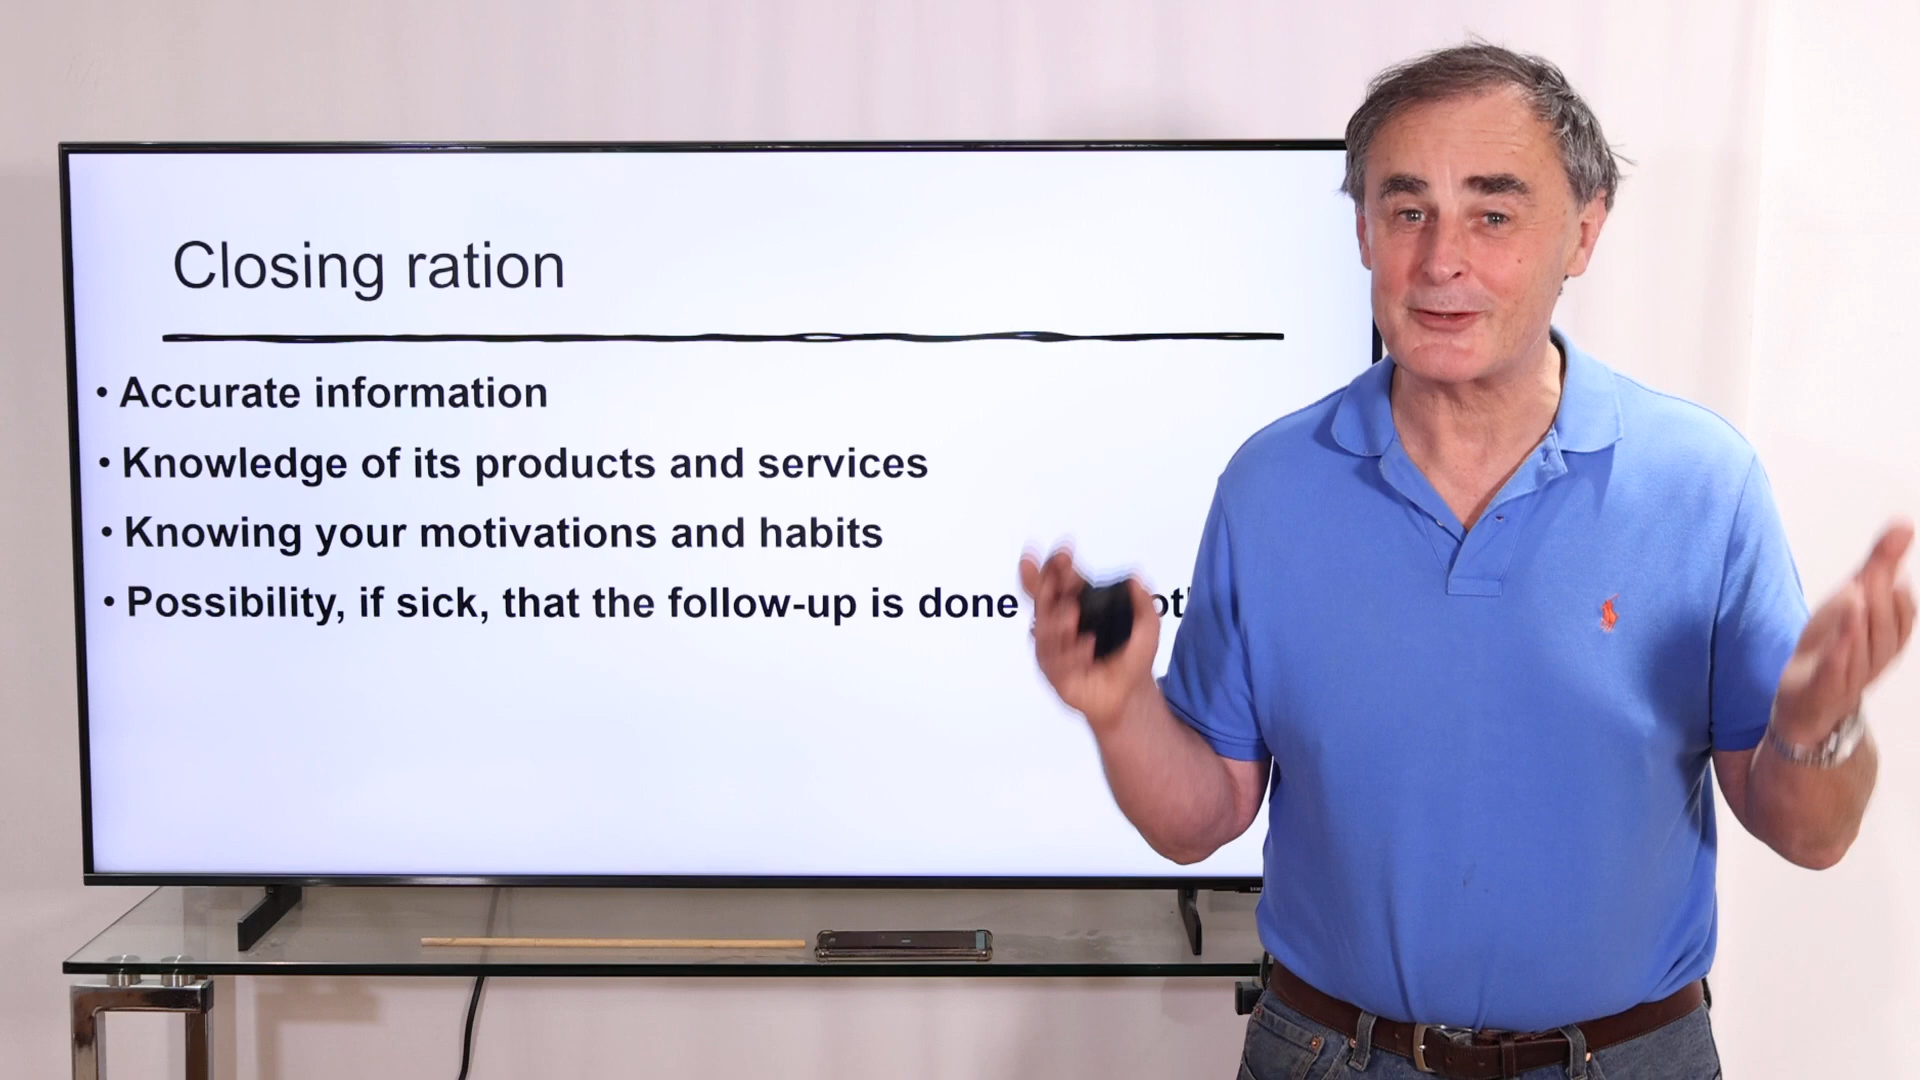 Closing ration
• Accurate information
• Knowledge of its products and services
• Knowing your motivations and habits
• Possibility, if sick, that the follow-up is done